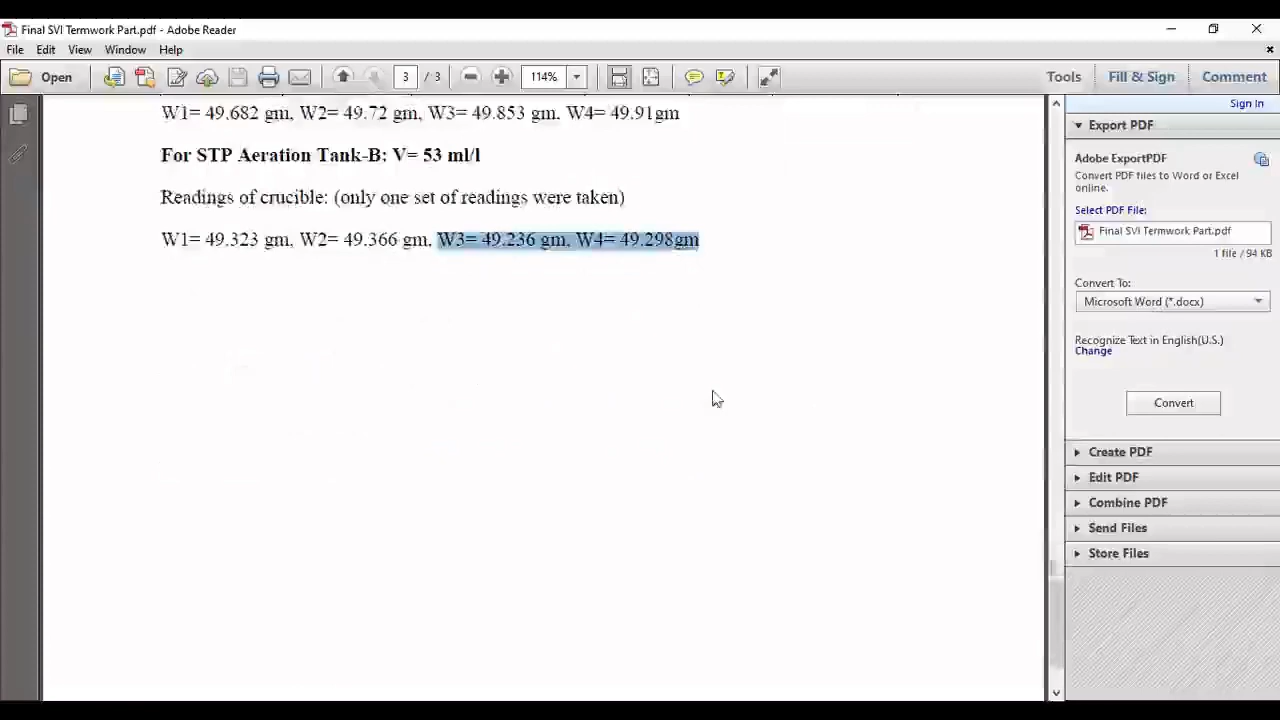 Final SVI Termwork Part.pdf - Adobe Reader
File Edit View Window Help
Open 3 / 3 114% Tools Fill & Sign Comment
Sign In
W1= 49.682 gm, W2= 49.72 gm, W3= 49.853 gm. W4= 49.91gm
For STP Aeration Tank-B: V= 53 ml/l
Readings of crucible: (only one set of readings were taken)
W1= 49.323 gm, W2= 49.366 gm, W3= 49.236 gm, W4= 49.298gm
Export PDF
Adobe ExportPDF
Convert PDF files to Word or Excel
online.
Select PDF File:
Final SVI Termwork Part.pdf
1 file / 94 KB
Convert To:
Microsoft Word (*.docx)
Recognize Text in English(U.S.)
Change
Convert
Create PDF
Edit PDF
Combine PDF
Send Files
Store Files